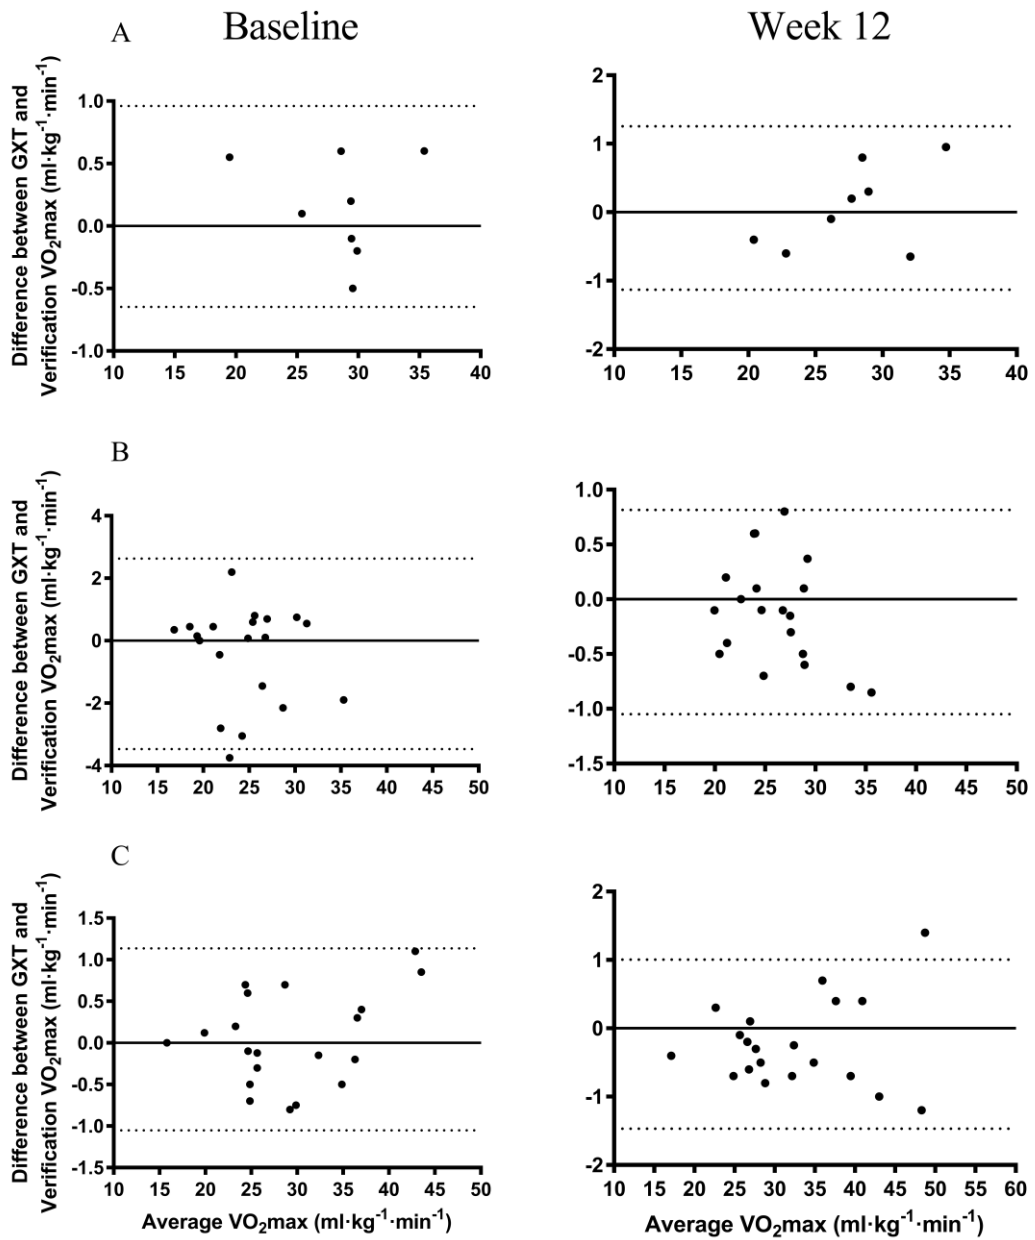 A
Baseline
Week 12
Difference between GXT and
Verification VO2max (ml·kg-1·min-1)
1.0
0.5
0.0
-0.5
-1.0
10 15 20 25 30 35 40
2
1
0
-1
-2
10 15 20 25 30 35 40
B
Difference between GXT and
Verification VO2max (ml·kg-1·min-1)
4
2
0
-2
-4
10 15 20 25 30 35 40 45 50
1.0
0.5
0.0
-0.5
-1.0
-1.5
10 15 20 25 30 35 40 45 50
C
Difference between GXT and
Verification VO2max (ml·kg-1·min-1)
1.5
1.0
0.5
0.0
-0.5
-1.0
-1.5
10 15 20 25 30 35 40 45 50
Average VO2max (ml·kg-1·min-1)
2
1
0
-1
-2
10 15 20 25 30 35 40 45 50 55 60
Average VO2max (ml·kg-1·min-1)